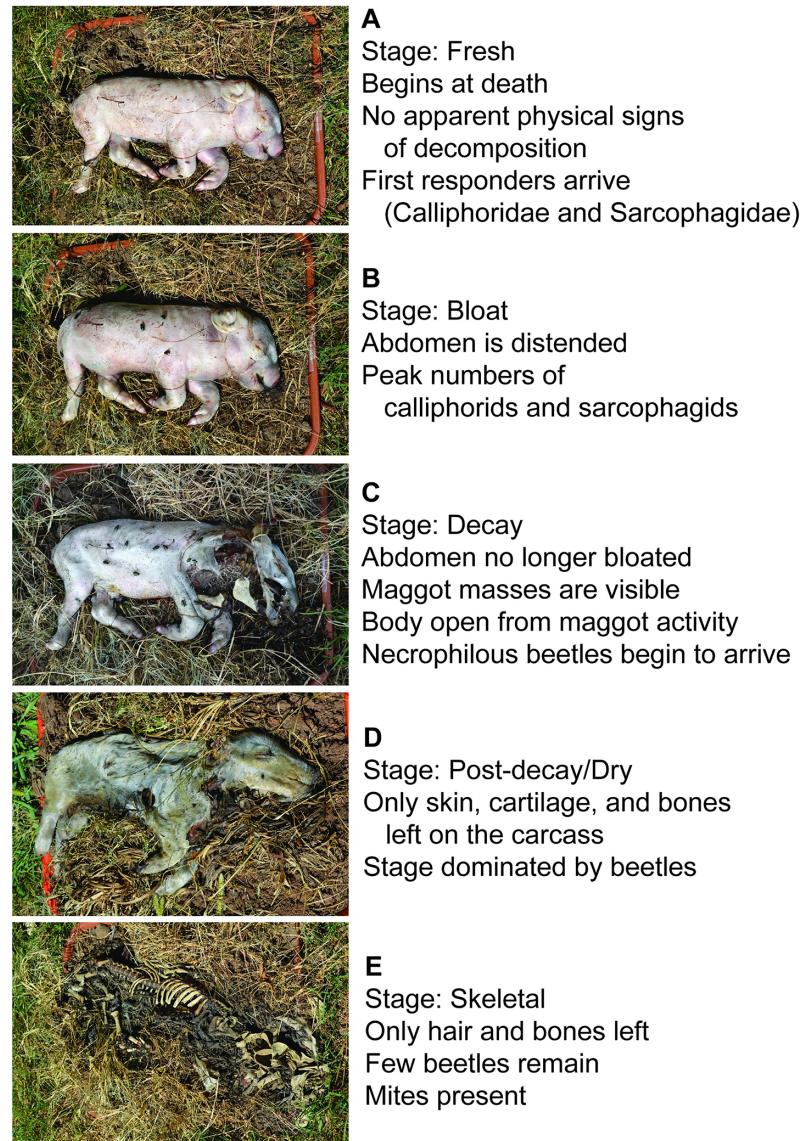 A
Stage: Fresh
Begins at death
No apparent physical signs
of decomposition
First responders arrive
(Calliphoridae and Sarcophagidae)
B
Stage: Bloat
Abdomen is distended
Peak numbers of
calliphorids and sarcophagids
C
Stage: Decay
Abdomen no longer bloated
Maggot masses are visible
Body open from maggot activity
Necrophilous beetles begin to arrive
D
Stage: Post-decay/Dry
Only skin, cartilage, and bones
left on the carcass
Stage dominated by beetles
E
Stage: Skeletal
Only hair and bones left
Few beetles remain
Mites present